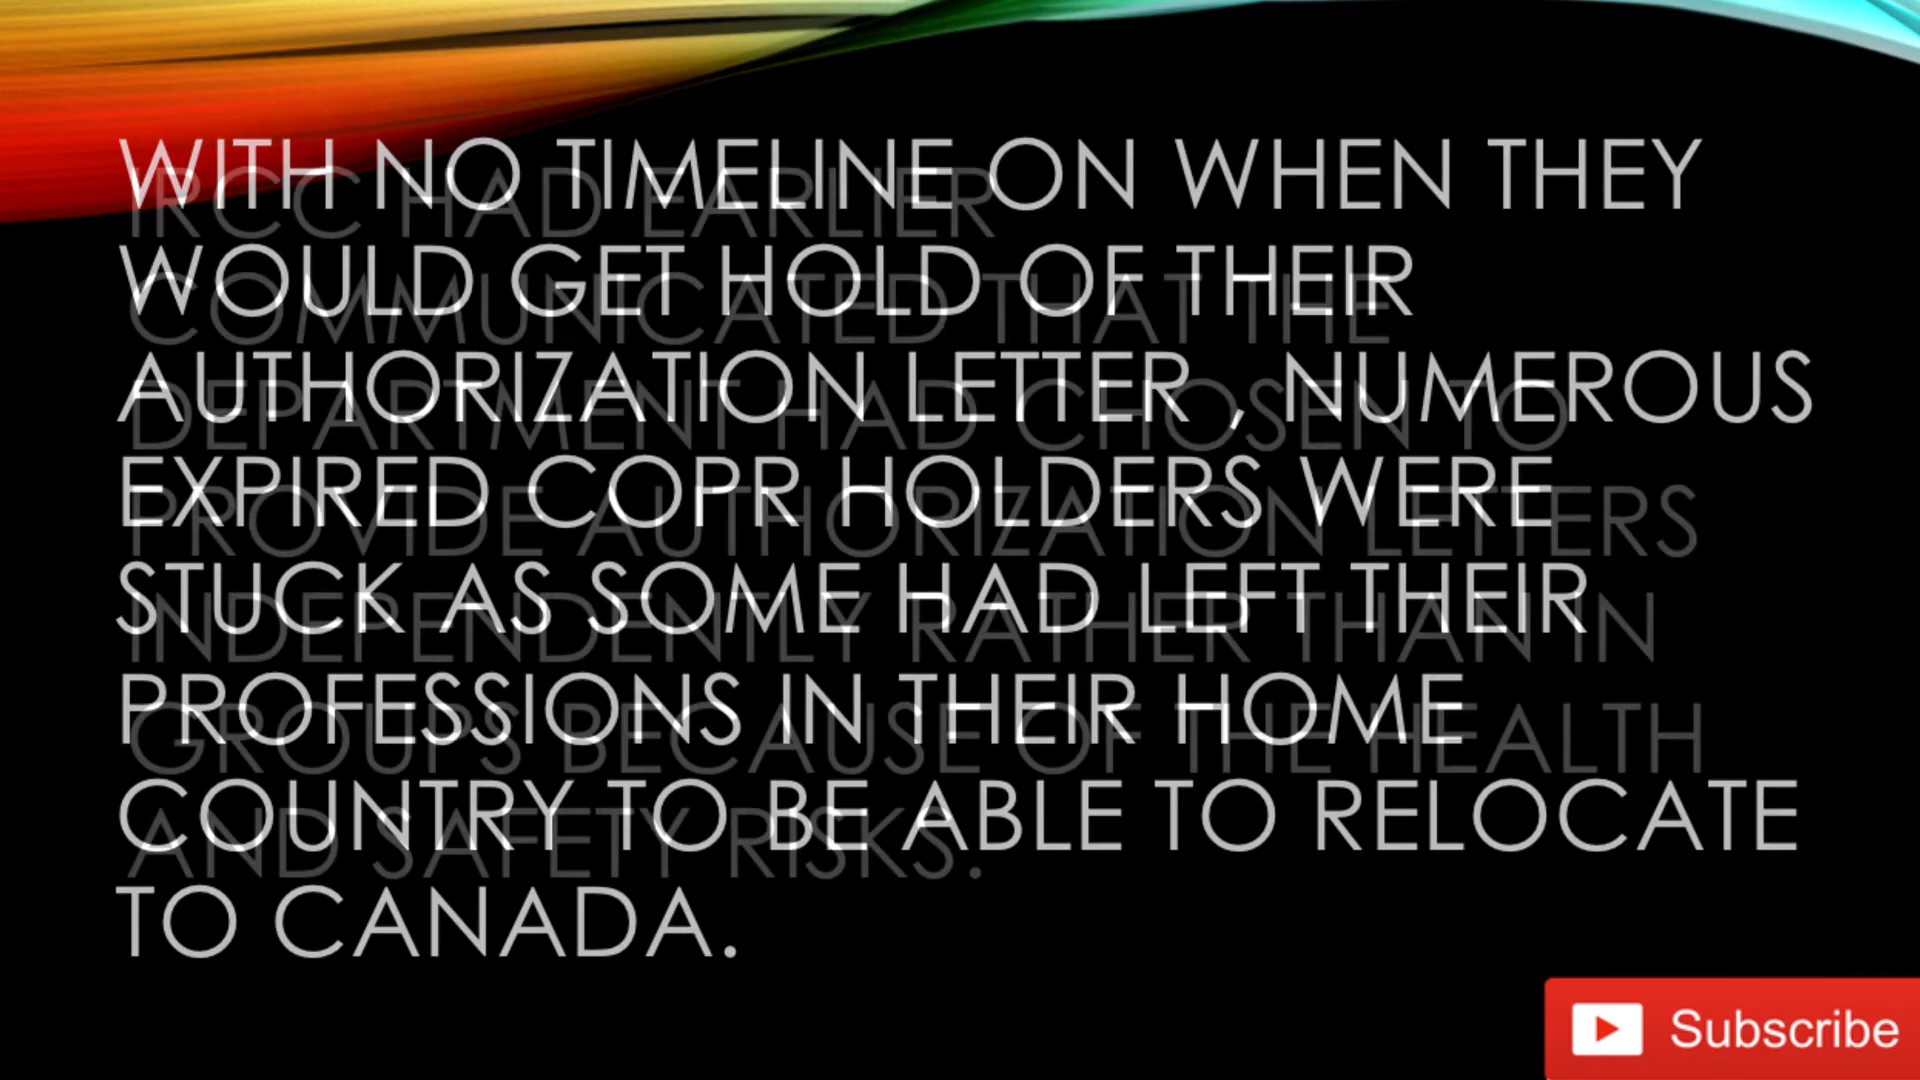 WITH NO TIMELINE ON WHEN THEY
WOULD GET HOLD OF THEIR
AUTHORIZATION LETTER , NUMEROUS
EXPIRED COPR HOLDERS WERE
STUCK AS SOME HAD LEFT THEIR
PROFESSIONS IN THEIR HOME
COUNTRY TO BE ABLE TO RELOCATE
TO CANADA.
IRCC HAD EARLIER
COMMUNICATED THAT THE
DEPARTMENT HAD CHOSEN TO
PROVIDE AUTHORIZATION LETTERS
INDEPENDENTLY RATHER THAN IN
GROUPS BECAUSE OF THE HEALTH
AND SAFETY RISKS.
Subscribe